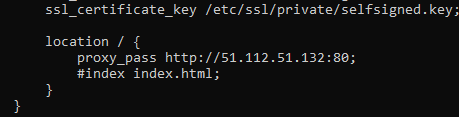 ssl_certificate_key /etc/ssl/private/selfsigned.key;
location / {
proxy_pass http://51.112.51.132:80;
#index index.html;
}
}